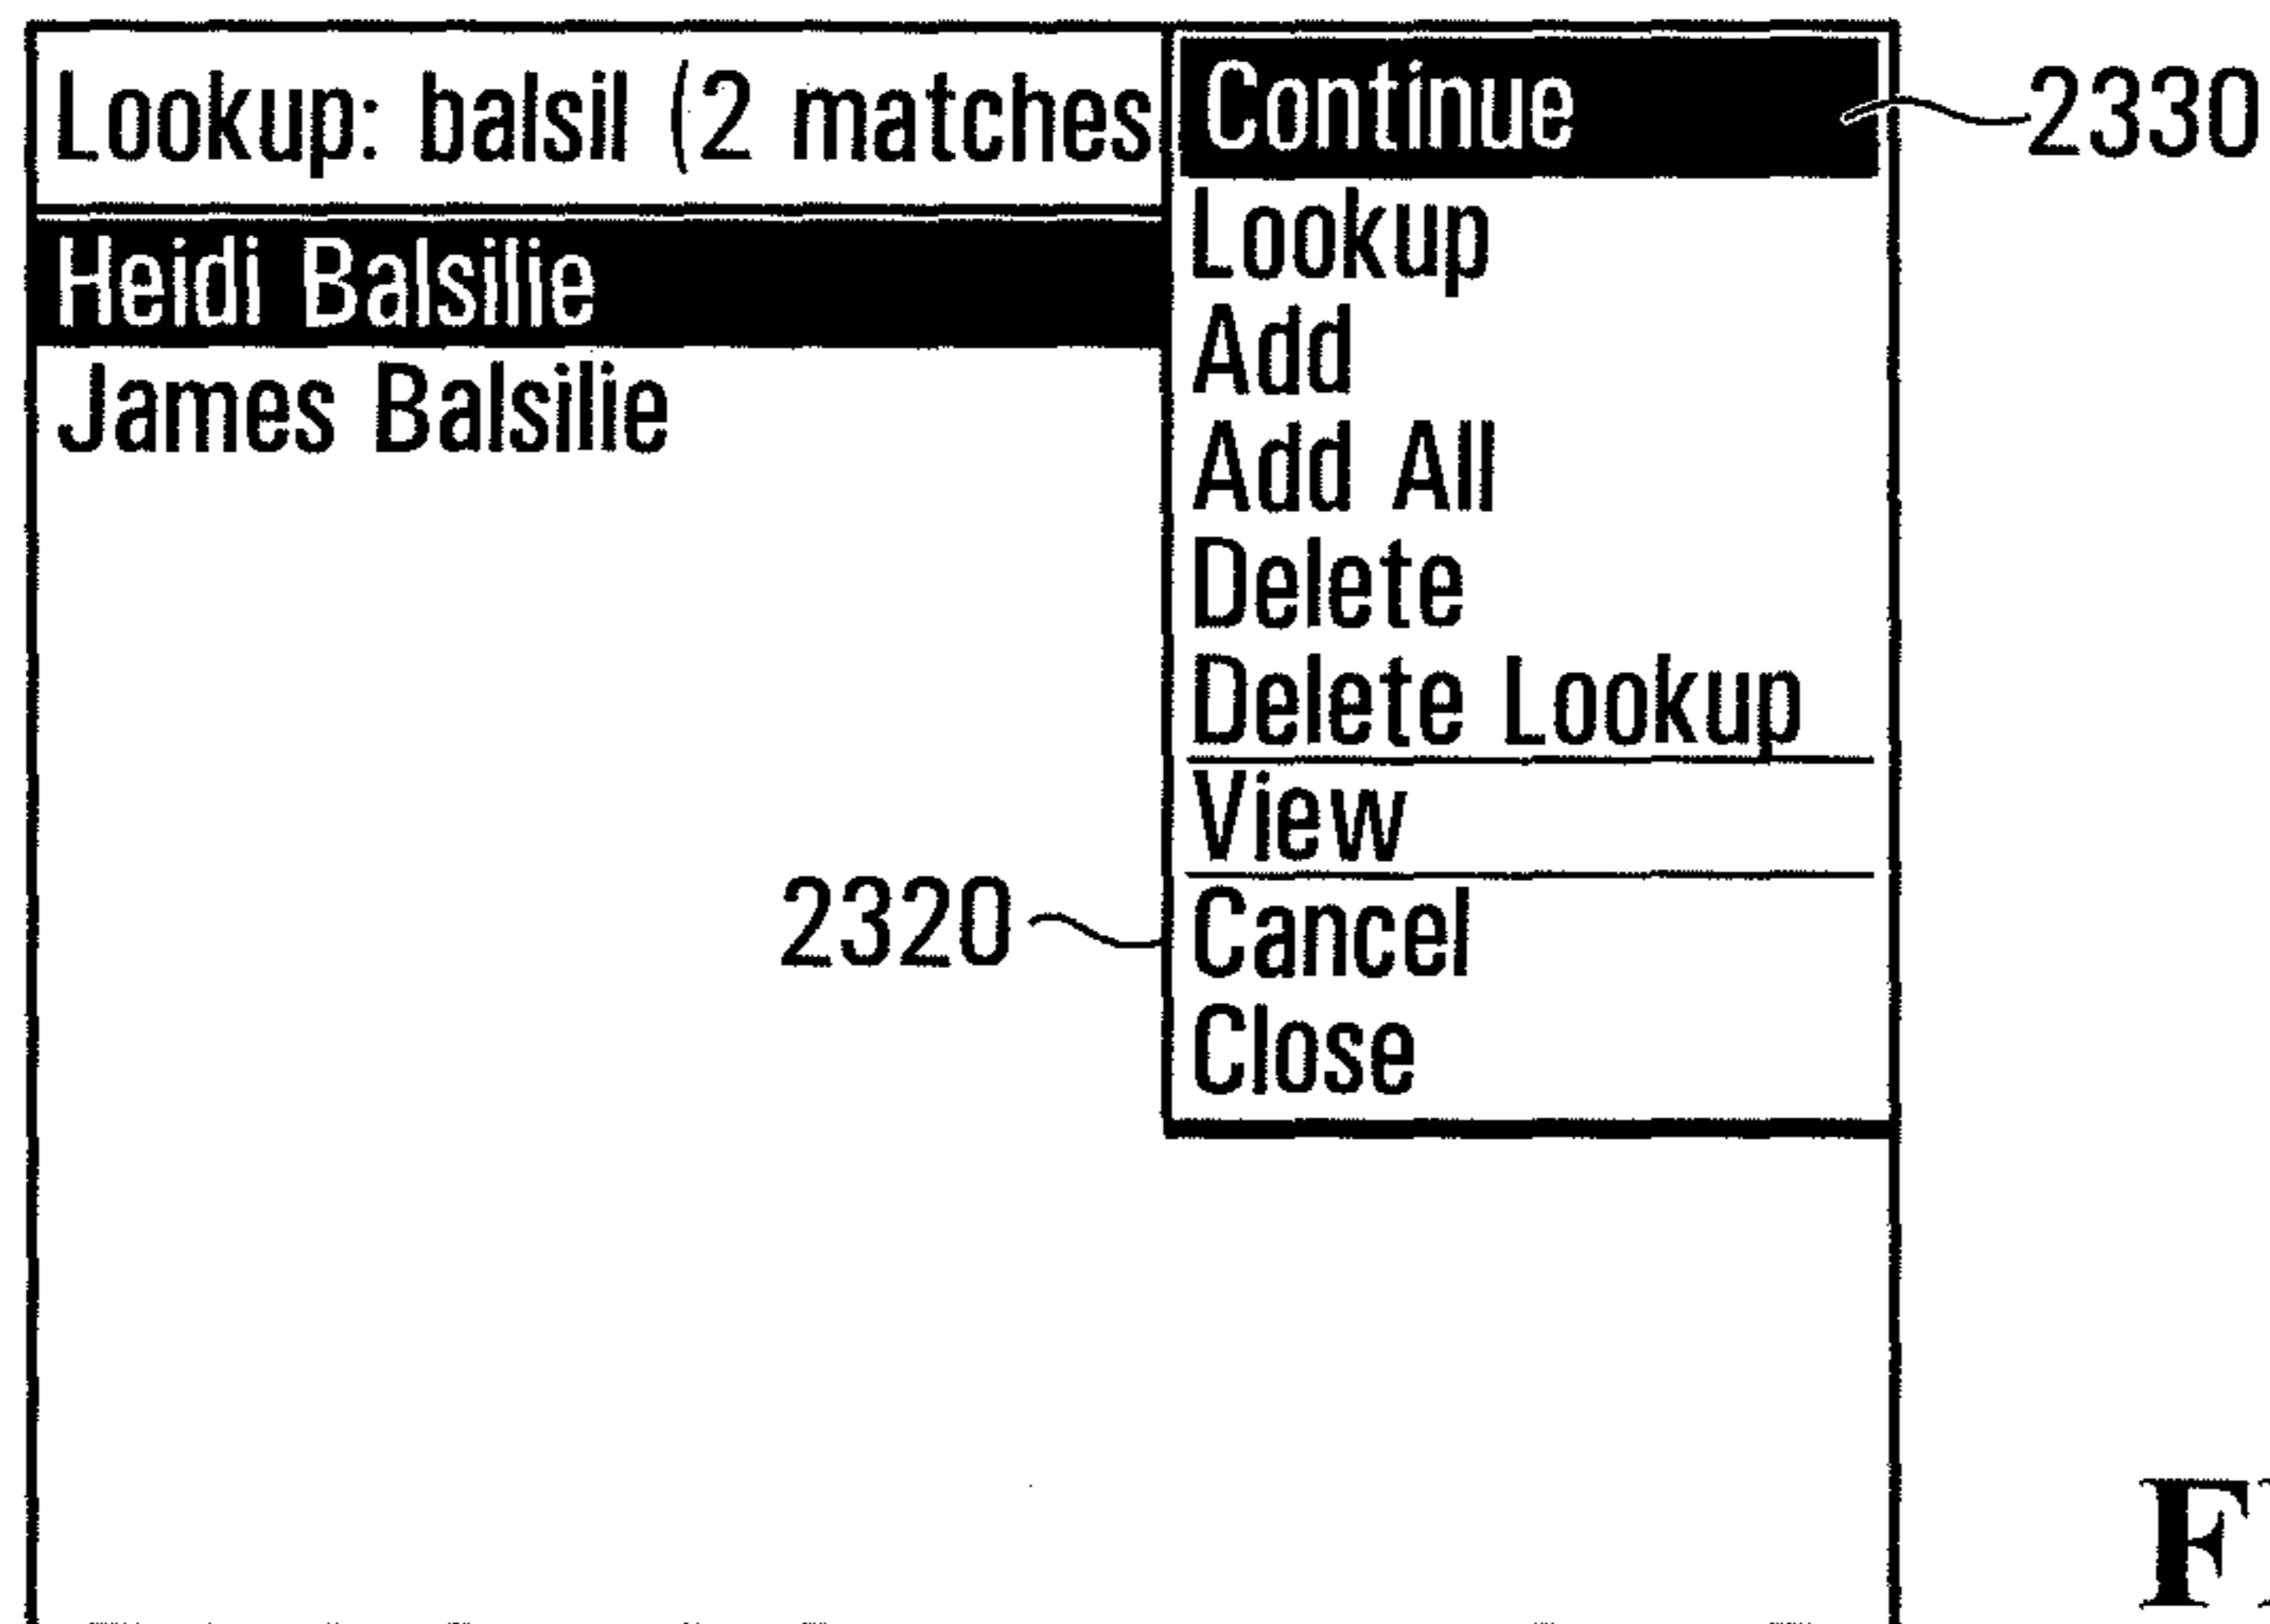 Lookup: balsil (2 matches
Heidi Balsilie
James Balsilie
Continue
2330
Lookup
Add
Add All
Delete
Delete Lookup
View
2320
Cancel
Close